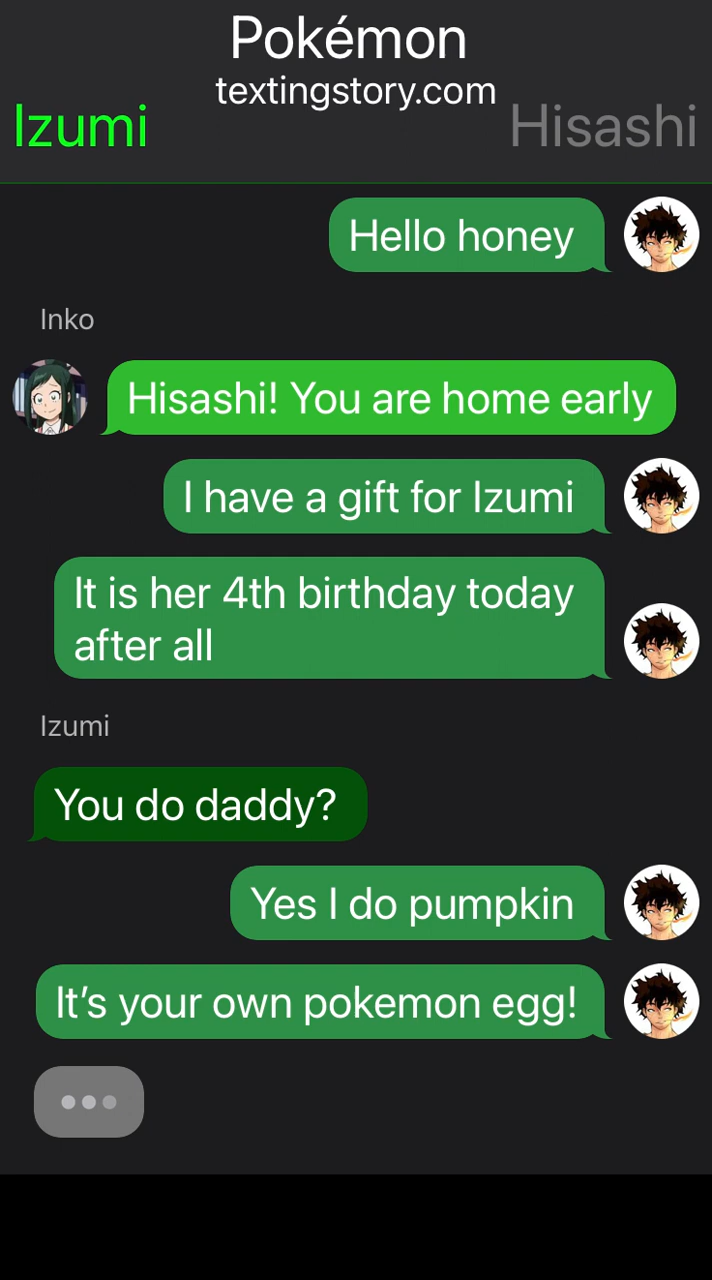 Pokémon
textingstory.com
Izumi
Hisashi
Hello honey
Inko
Hisashi! You are home early
I have a gift for Izumi
It is her 4th birthday today
after all
Izumi
You do daddy?
Yes I do pumpkin
It’s your own pokemon egg!